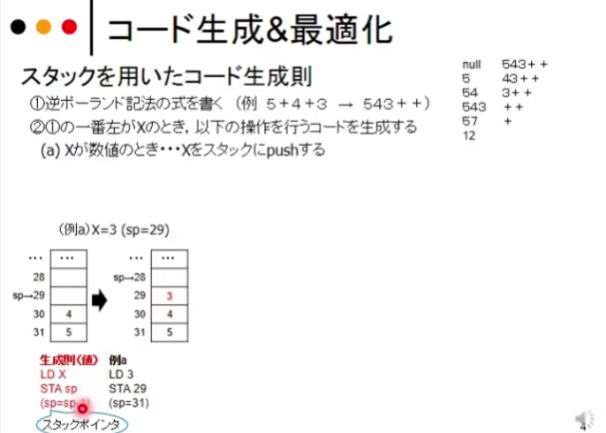 コード生成&最適化
スタックを用いたコード生成則
①逆ポーランド記法の式を書く (例 5+4+3 → 543++)
②①の一番左がXのとき,以下の操作を行うコードを生成する
(a) Xが数値のとき・・・Xをスタックにpushする
null 543++
5 43++
54 3++
543 ++
57 +
12
(例a)X=3 (sp=29)
… …
28
sp→29
30 4
31 5
… …
sp→28
29 3
30 4
31 5
生成則(値) 例a
LD X LD 3
STA sp STA 29
(sp=sp (sp=31)
スタックポインタ
4